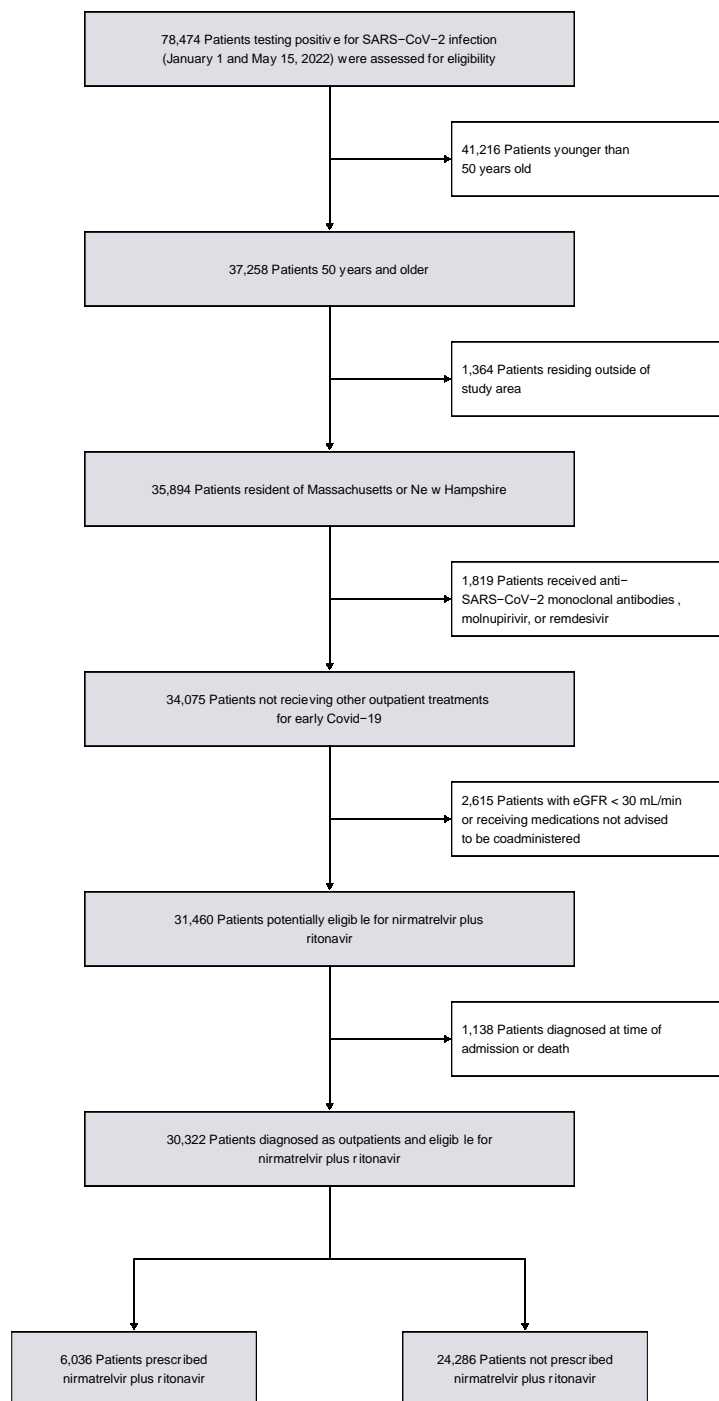 78,474 Patients testing positive for SARS−CoV−2 infection
(January 1 and May 15, 2022) were assessed for eligibility
41,216 Patients younger than
50 years old
37,258 Patients 50 years and older
1,364 Patients residing outside of
study area
35,894 Patients resident of Massachusetts or Ne w Hampshire
1,819 Patients received anti−
SARS−CoV−2 monoclonal antibodies ,
molnupirivir, or remdesivir
34,075 Patients not recieving other outpatient treatments
for early Covid−19
2,615 Patients with eGFR < 30 mL/min
or receiving medications not advised
to be coadministered
31,460 Patients potentially eligib le for nirmatrelvir plus
ritonavir
1,138 Patients diagnosed at time of
admission or death
30,322 Patients diagnosed as outpatients and eligib le for
nirmatrelvir plus ritonavir
6,036 Patients prescribed
nirmatrelvir plus ritonavir
24,286 Patients not prescribed
nirmatrelvir plus ritonavir